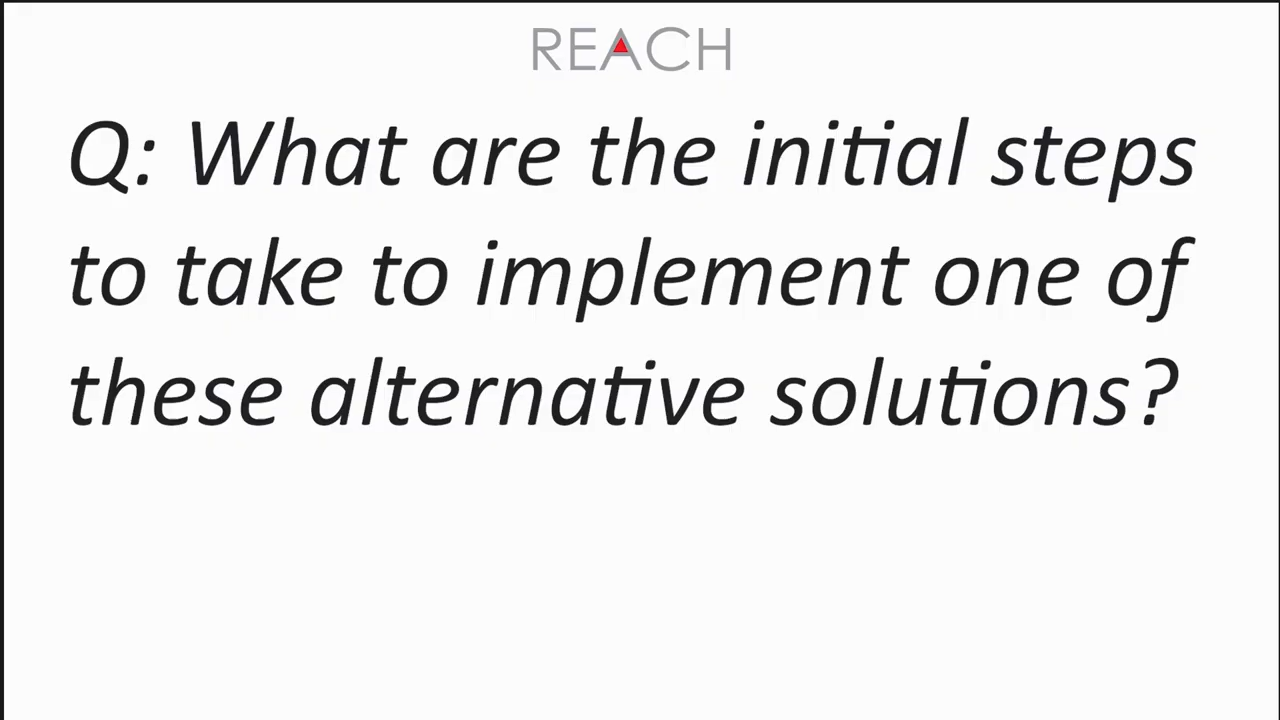 REACH
Q: What are the initial steps
to take to implement one of
these alternative solutions?